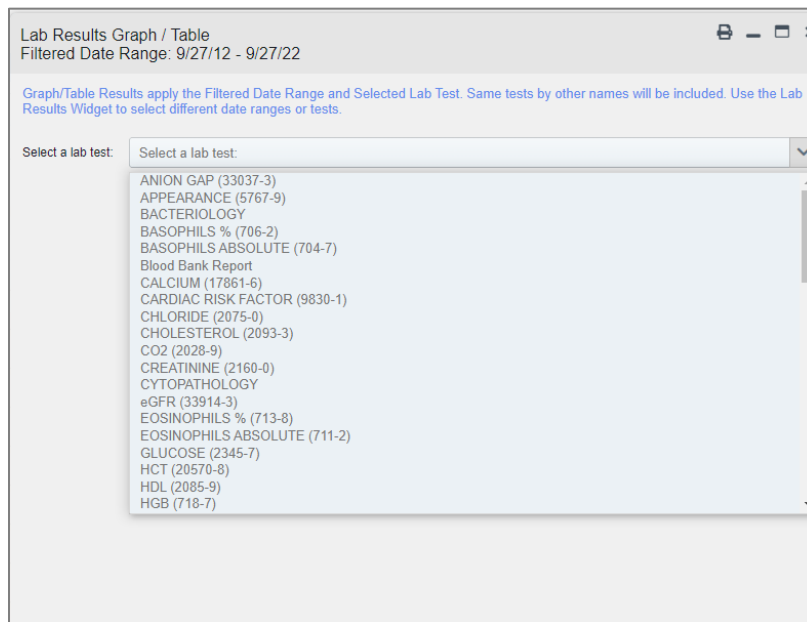 Lab Results Graph / Table
Filtered Date Range: 9/27/12 - 9/27/22
Graph/Table Results apply the Filtered Date Range and Selected Lab Test. Same tests by other names will be included. Use the Lab
Results Widget to select different date ranges or tests.
Select a lab test: Select a lab test:
ANION GAP (33037-3)
APPEARANCE (5767-9)
BACTERIOLOGY
BASOPHILS % (706-2)
BASOPHILS ABSOLUTE (704-7)
Blood Bank Report
CALCIUM (17861-6)
CARDIAC RISK FACTOR (9830-1)
CHLORIDE (2075-0)
CHOLESTEROL (2093-3)
CO2 (2028-9)
CREATININE (2160-0)
CYTOPATHOLOGY
eGFR (33914-3)
EOSINOPHILS % (713-8)
EOSINOPHILS ABSOLUTE (711-2)
GLUCOSE (2345-7)
HCT (20570-8)
HDL (2085-9)
HGB (718-7)